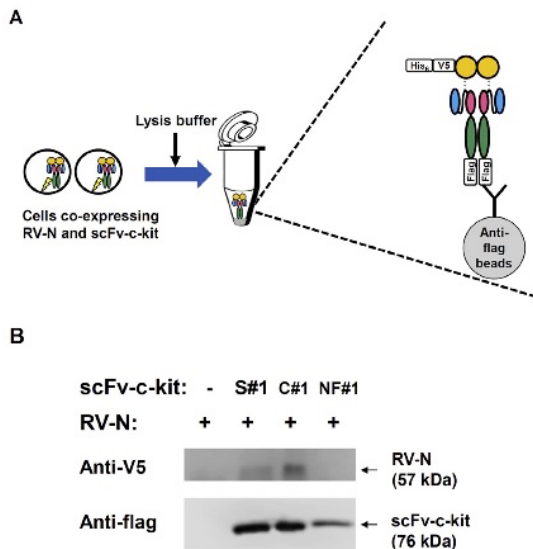 A
Lysis buffer
Cells co-expressing
RV-N and scFv-c-kit
His₆ V5
Flag Flag
Anti-
flag
beads
B
scFv-c-kit: - S#1 C#1 NF#1
RV-N: + + + +
Anti-V5 RV-N
(57 kDa)
Anti-flag scFv-c-kit
(76 kDa)